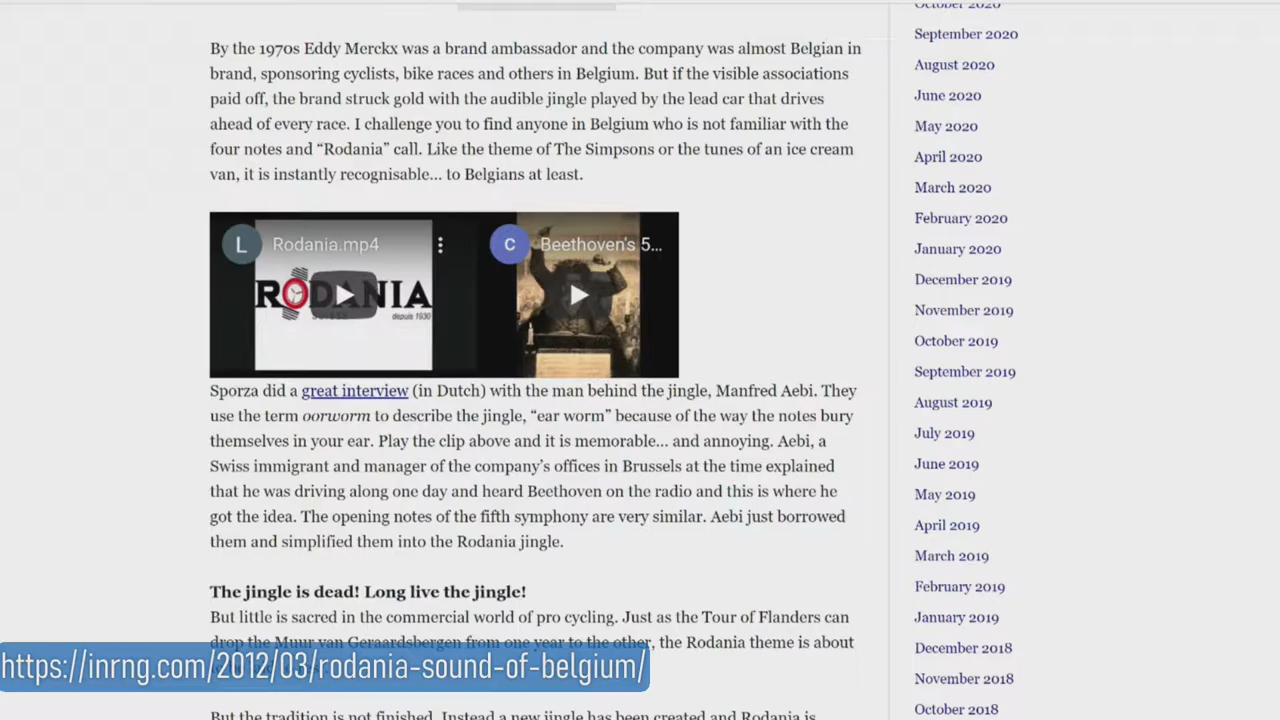 By the 1970s Eddy Merckx was a brand ambassador and the company was almost Belgian in
brand, sponsoring cyclists, bike races and others in Belgium. But if the visible associations
paid off, the brand struck gold with the audible jingle played by the lead car that drives
ahead of every race. I challenge you to find anyone in Belgium who is not familiar with the
four notes and “Rodania” call. Like the theme of The Simpsons or the tunes of an ice cream
van, it is instantly recognisable… to Belgians at least.
L Rodania.mp4
RODANIA
depuis 1930
C Beethoven's 5...
Sporza did a great interview (in Dutch) with the man behind the jingle, Manfred Aebi. They
use the term oorworm to describe the jingle, “ear worm” because of the way the notes bury
themselves in your ear. Play the clip above and it is memorable… and annoying. Aebi, a
Swiss immigrant and manager of the company’s offices in Brussels at the time explained
that he was driving along one day and heard Beethoven on the radio and this is where he
got the idea. The opening notes of the fifth symphony are very similar. Aebi just borrowed
them and simplified them into the Rodania jingle.
The jingle is dead! Long live the jingle!
But little is sacred in the commercial world of pro cycling. Just as the Tour of Flanders can
drop the Muur van Geraardsbergen from one year to the other, the Rodania theme is about
https://inrng.com/2012/03/rodania-sound-of-belgium/
But the tradition is not finished. Instead a new jingle has been created and Rodania is
October 2020
September 2020
August 2020
June 2020
May 2020
April 2020
March 2020
February 2020
January 2020
December 2019
November 2019
October 2019
September 2019
August 2019
July 2019
June 2019
May 2019
April 2019
March 2019
February 2019
January 2019
December 2018
November 2018
October 2018